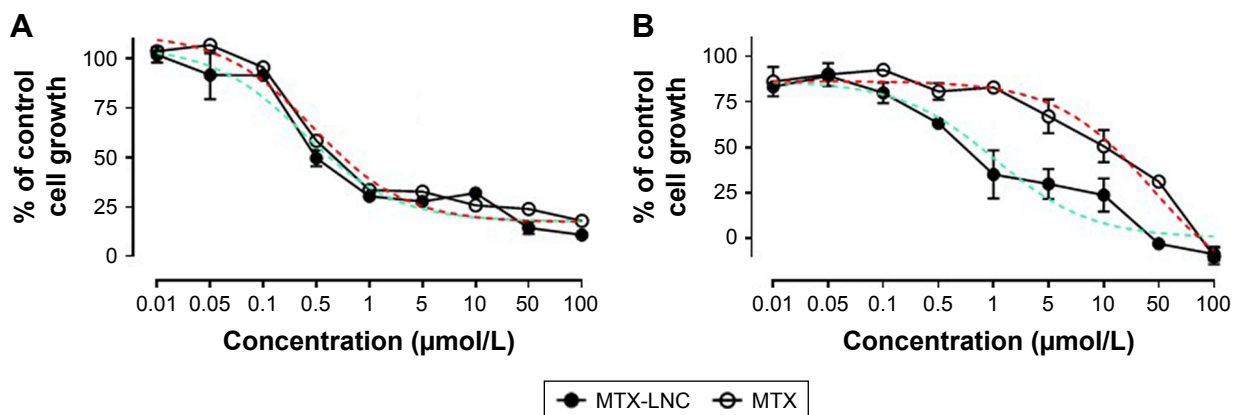 A
% of control
cell growth
100
75
50
25
0
0.01 0.05 0.1 0.5 1 5 10 50 100
Concentration (µmol/L)
B
% of control
cell growth
100
75
50
25
0
0.01 0.05 0.1 0.5 1 5 10 50 100
Concentration (µmol/L)
MTX-LNC MTX